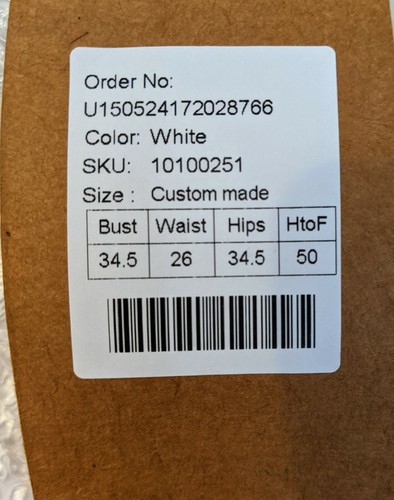 Order No:
U150524172028766
Color: White
SKU: 10100251
Size : Custom made
Bust Waist Hips HtoF
34.5 26 34.5 50